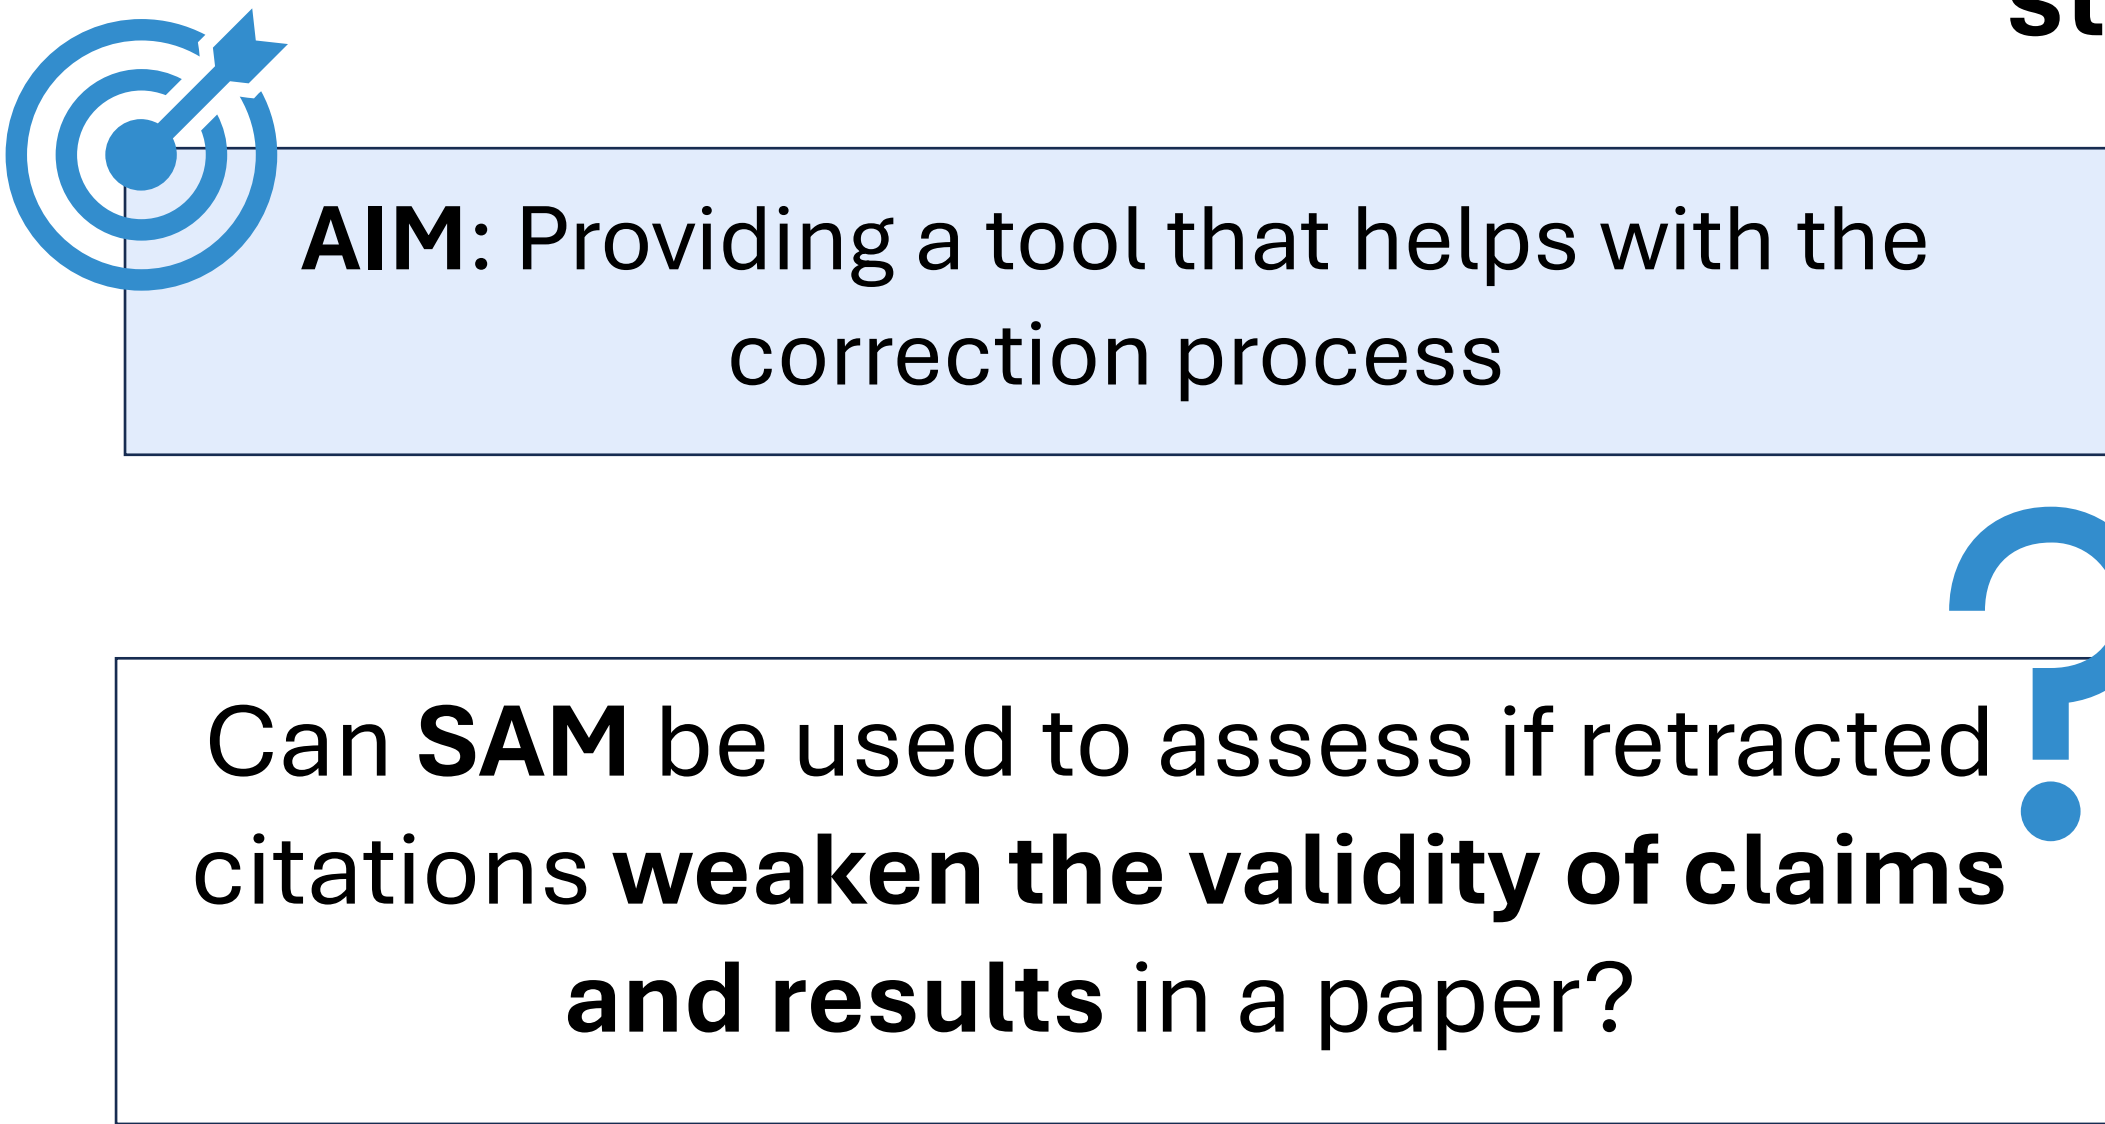 AIM: Providing a tool that helps with the
correction process
Can SAM be used to assess if retracted
citations weaken the validity of claims
and results in a paper?